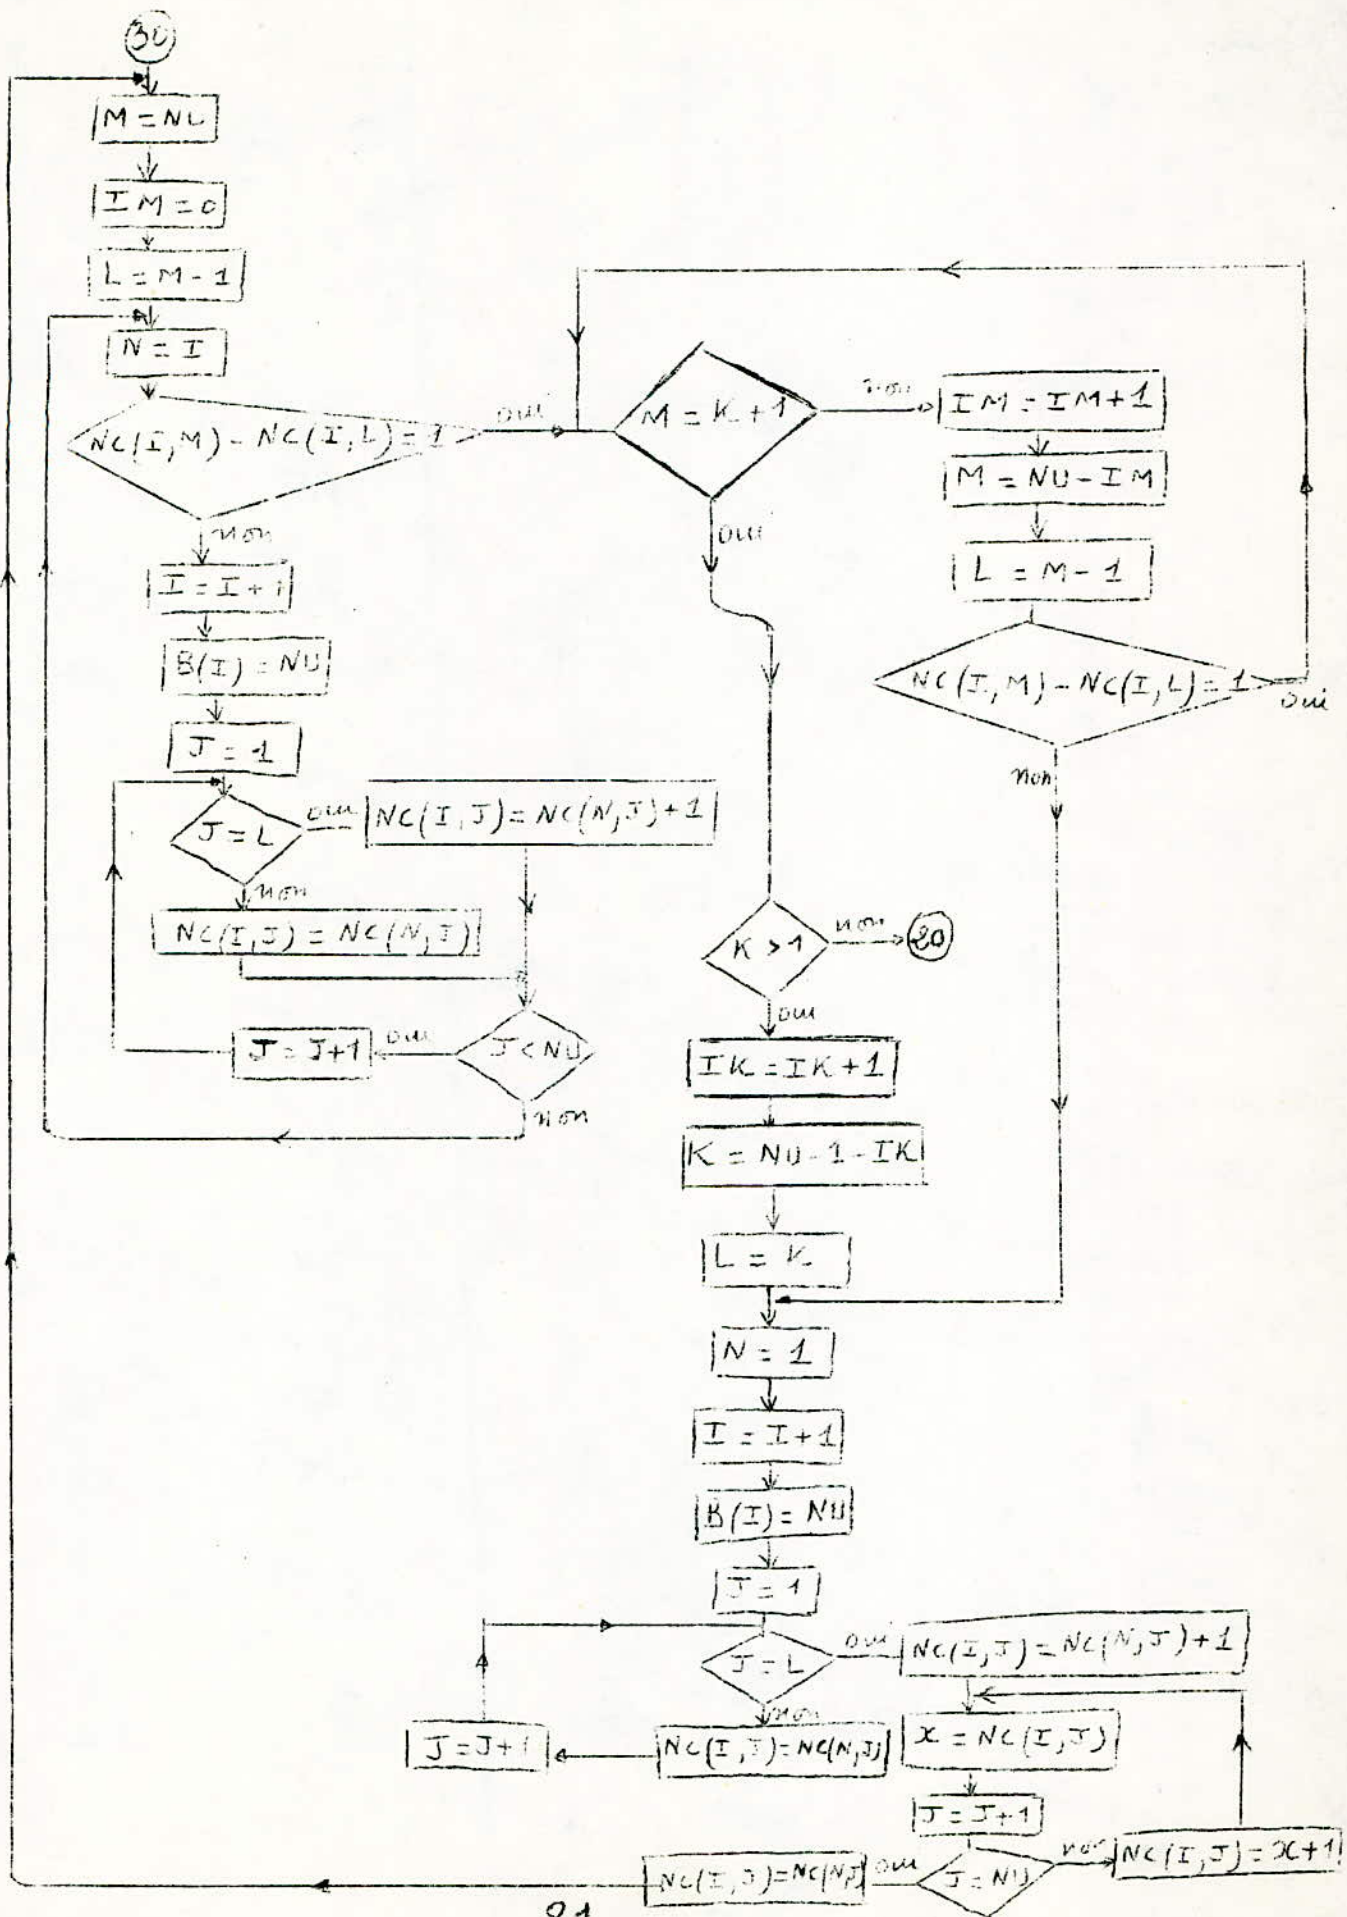 30
M = NU
IM = 0
L = M - 1
N = I
NC(I,M) - NC(I,L) = 1
oui
non
I = I + 1
B(I) = NU
J = 1
J = L
oui
NC(I,J) = NC(N,J) + 1
non
NC(I,J) = NC(N,J)
J < NU
oui
J = J + 1
non
M = K + 1
non
IM = IM + 1
M = NU - IM
L = M - 1
NC(I,M) - NC(I,L) = 1
oui
non
oui
K > 1
non
20
oui
IK = IK + 1
K = NU - 1 - IK
L = K
N = 1
I = I + 1
B(I) = NU
J = 1
J = L
oui
NC(I,J) = NC(N,J) + 1
non
NC(I,J) = NC(N,J)
J = J + 1
x = NC(I,J)
J = J + 1
J = NU
non
NC(I,J) = x + 1
oui
NC(I,J) = NC(N,J)
21